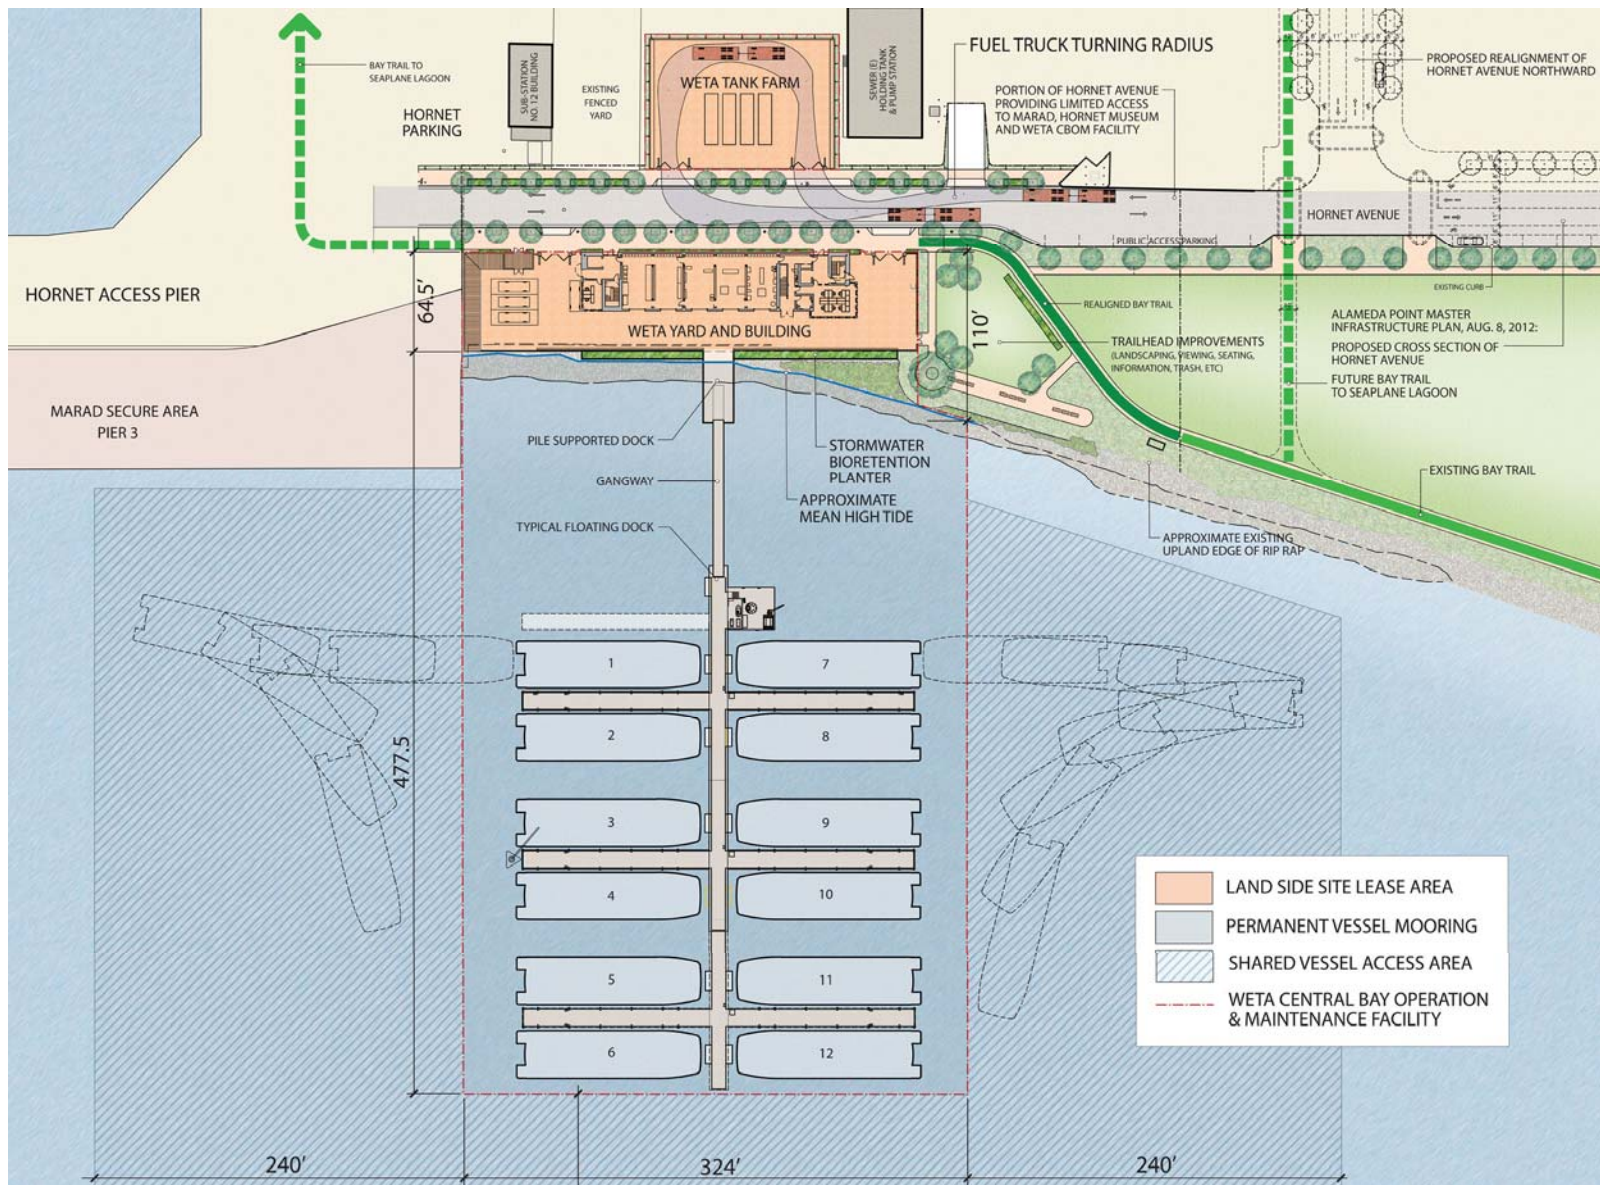 BAY TRAIL TO
SEAPLANE LAGOON
HORNET
PARKING
SUB-STATION
NO. 12 BUILDING
EXISTING
FENCED
YARD
WETA TANK FARM
SEWER (E)
HOLDING TANK
& PUMP STATION
FUEL TRUCK TURNING RADIUS
PORTION OF HORNET AVENUE
PROVIDING LIMITED ACCESS
TO MARAD, HORNET MUSEUM
AND WETA CBOM FACILITY
PROPOSED REALIGNMENT OF
HORNET AVENUE NORTHWARD
HORNET AVENUE
PUBLIC ACCESS PARKING
EXISTING CURB
HORNET ACCESS PIER
64.5'
WETA YARD AND BUILDING
110'
REALIGNED BAY TRAIL
TRAILHEAD IMPROVEMENTS
(LANDSCAPING, VIEWING, SEATING,
INFORMATION, TRASH, ETC)
ALAMEDA POINT MASTER
INFRASTRUCTURE PLAN, AUG. 8, 2012:
PROPOSED CROSS SECTION OF
HORNET AVENUE
FUTURE BAY TRAIL
TO SEAPLANE LAGOON
MARAD SECURE AREA
PIER 3
PILE SUPPORTED DOCK
STORMWATER
BIORETENTION
PLANTER
GANGWAY
APPROXIMATE
MEAN HIGH TIDE
EXISTING BAY TRAIL
TYPICAL FLOATING DOCK
APPROXIMATE EXISTING
UPLAND EDGE OF RIP RAP
477.5
1
7
2
8
3
9
4
10
5
11
6
12
LAND SIDE SITE LEASE AREA
PERMANENT VESSEL MOORING
SHARED VESSEL ACCESS AREA
WETA CENTRAL BAY OPERATION
& MAINTENANCE FACILITY
240'
324'
240'